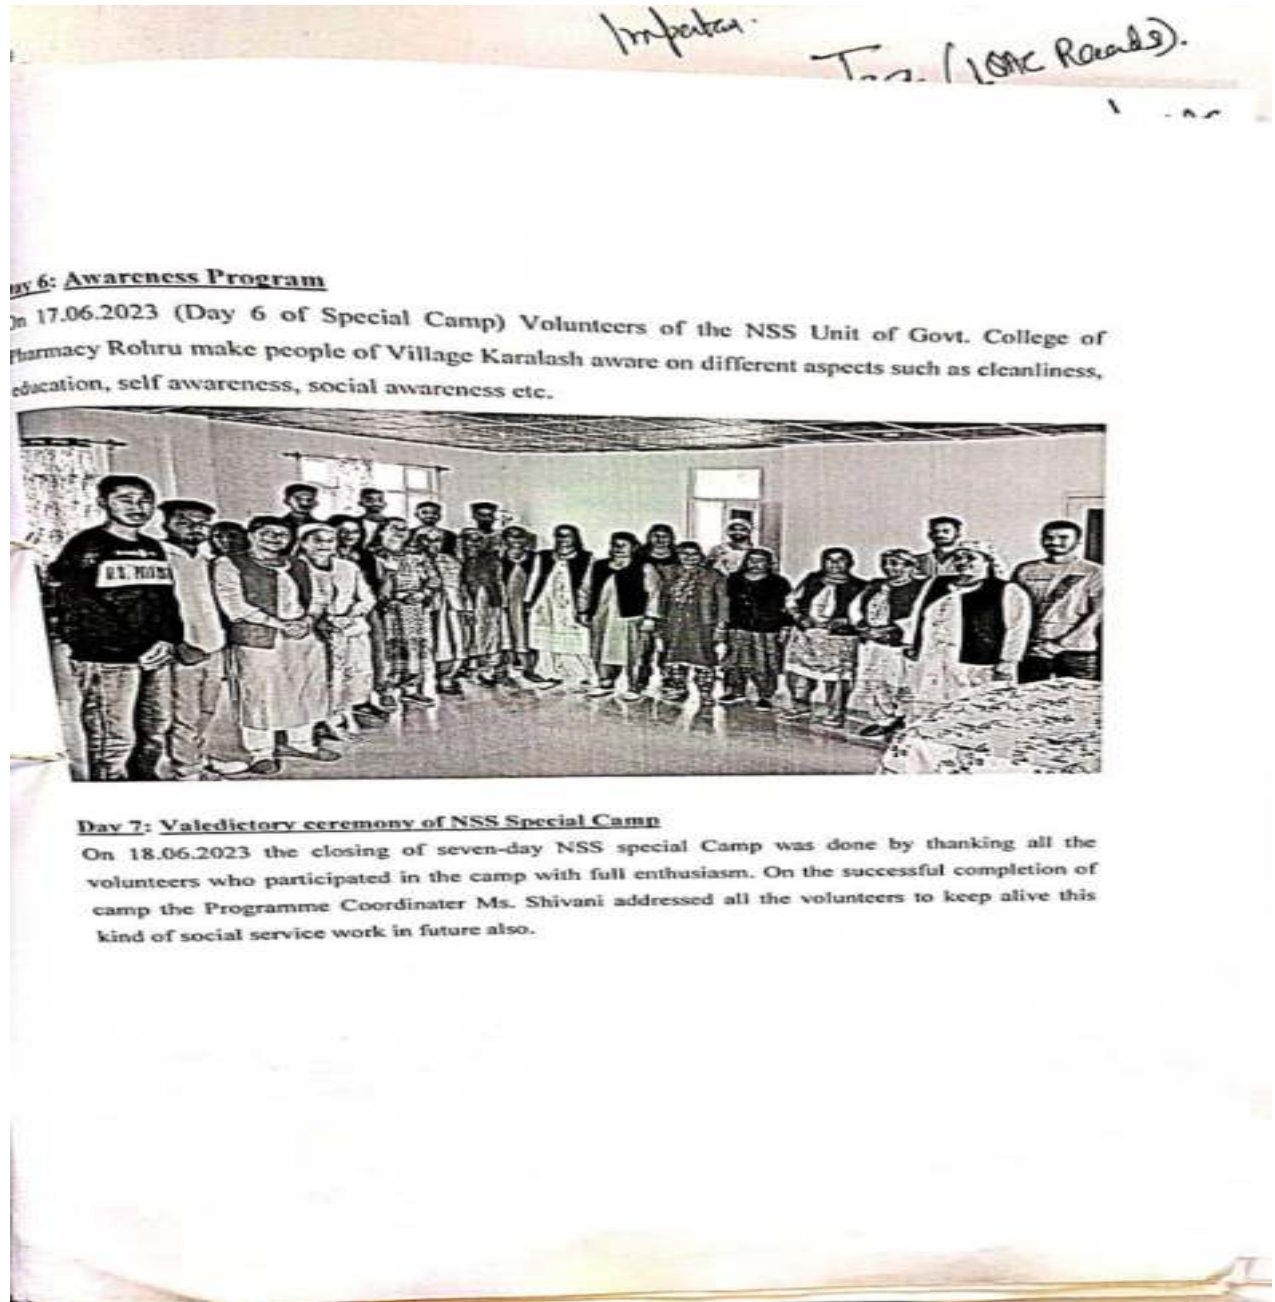 (IQAC Records).
ay 6: Awareness Program
On 17.06.2023 (Day 6 of Special Camp) Volunteers of the NSS Unit of Govt. College of
Pharmacy Rohru make people of Village Karalash aware on different aspects such as cleanliness,
education, self awareness, social awareness etc.
Day 7: Valedictory ceremony of NSS Special Camp
On 18.06.2023 the closing of seven-day NSS special Camp was done by thanking all the
volunteers who participated in the camp with full enthusiasm. On the successful completion of
camp the Programme Coordinater Ms. Shivani addressed all the volunteers to keep alive this
kind of social service work in future also.